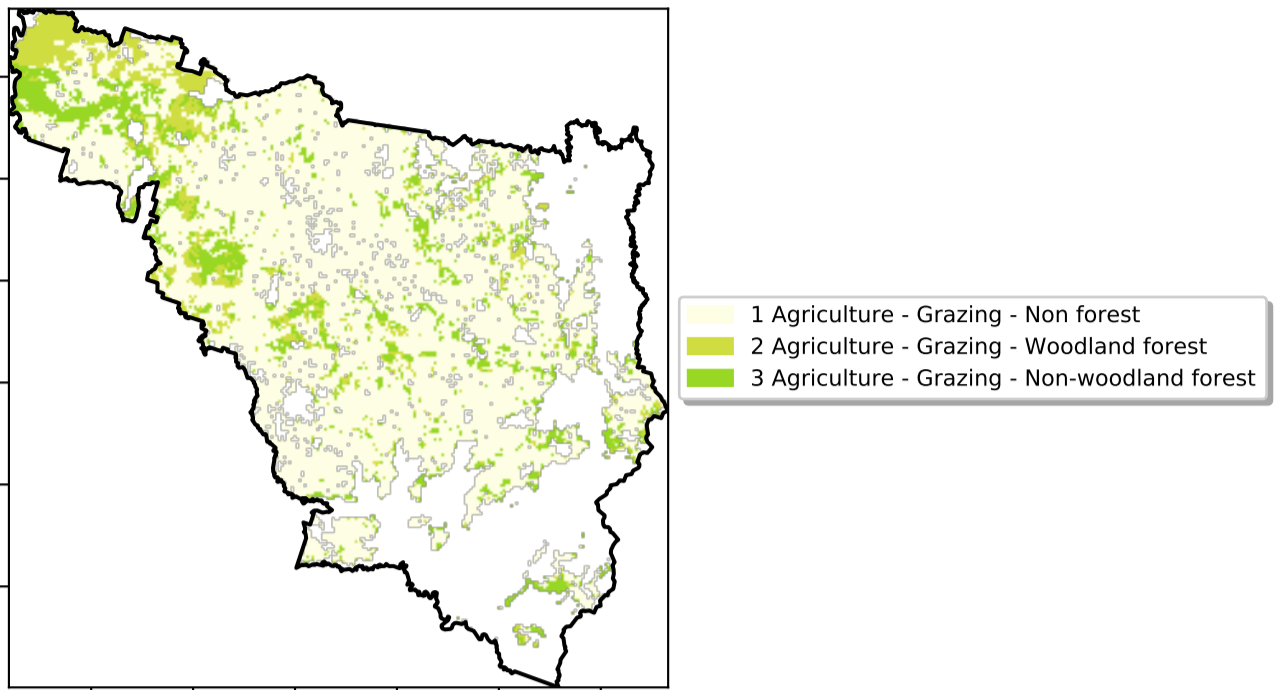 1 Agriculture - Grazing - Non forest
2 Agriculture - Grazing - Woodland forest
3 Agriculture - Grazing - Non-woodland forest